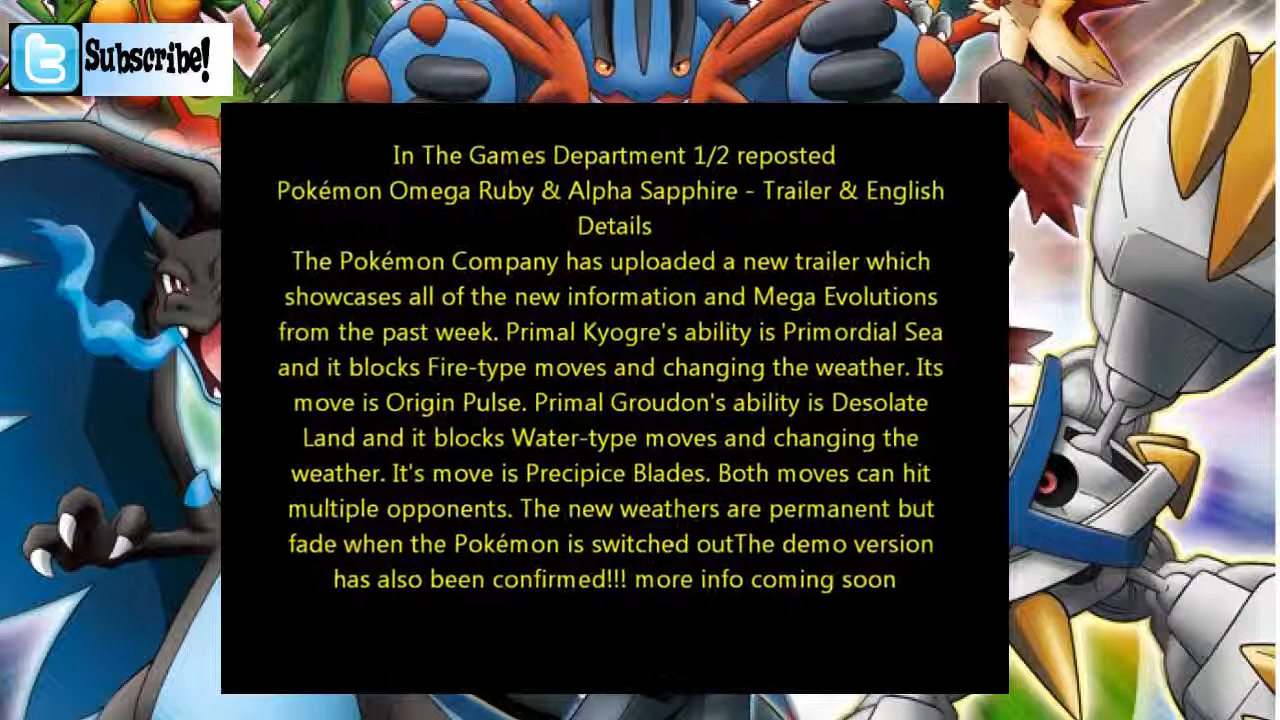 Subscribe!
In The Games Department 1/2 reposted
Pokémon Omega Ruby & Alpha Sapphire - Trailer & English
Details
The Pokémon Company has uploaded a new trailer which
showcases all of the new information and Mega Evolutions
from the past week. Primal Kyogre's ability is Primordial Sea
and it blocks Fire-type moves and changing the weather. Its
move is Origin Pulse. Primal Groudon's ability is Desolate
Land and it blocks Water-type moves and changing the
weather. It's move is Precipice Blades. Both moves can hit
multiple opponents. The new weathers are permanent but
fade when the Pokémon is switched outThe demo version
has also been confirmed!!! more info coming soon